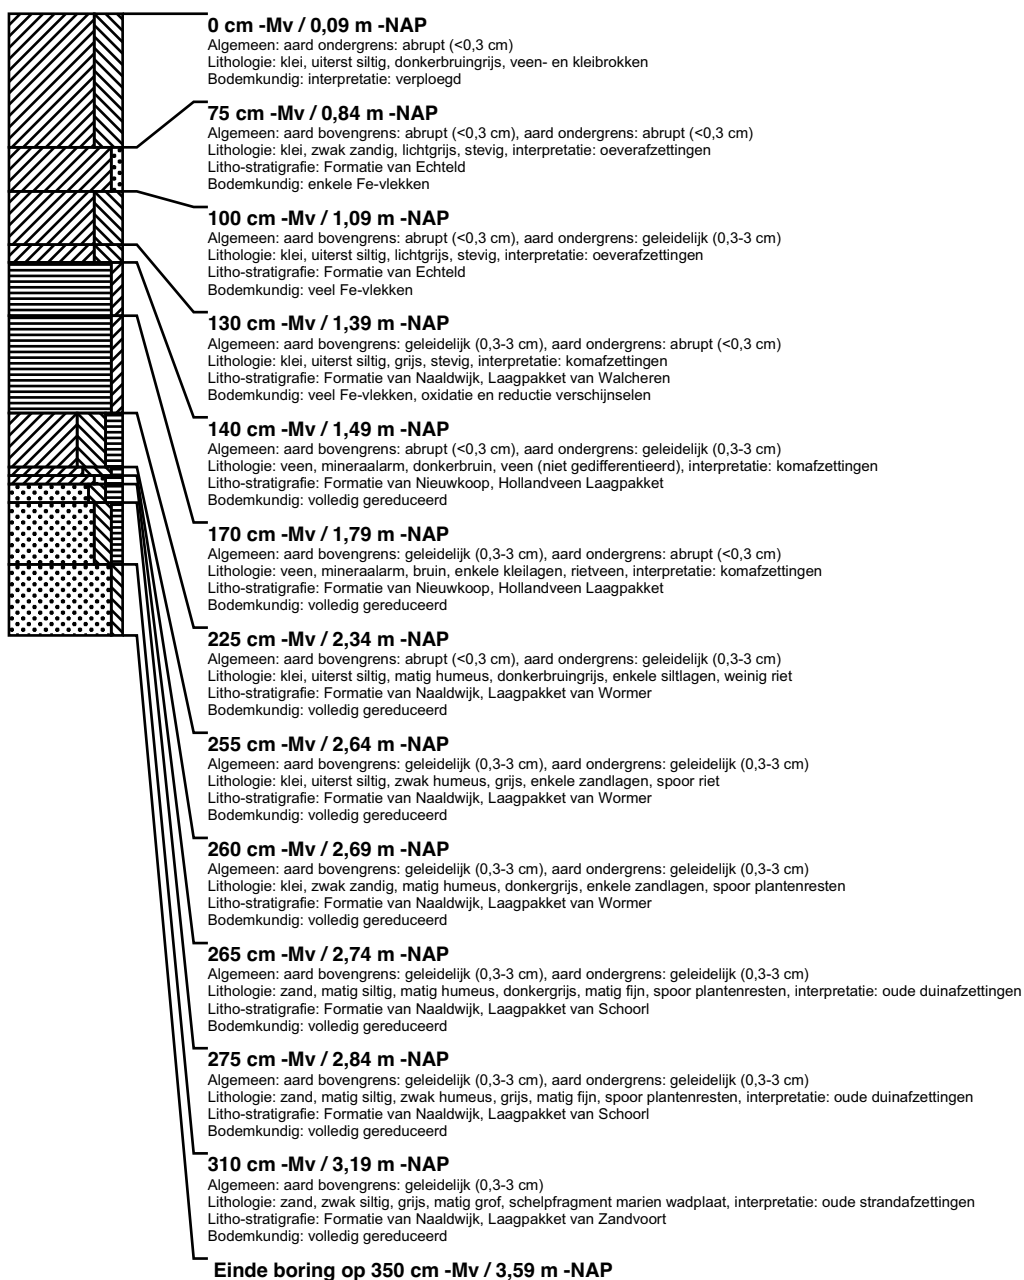 0 cm -Mv / 0,09 m -NAP
Algemeen: aard ondergrens: abrupt (<0,3 cm)
Lithologie: klei, uiterst siltig, donkerbruingrijs, veen- en kleibrokken
Bodemkundig: interpretatie: verploegd
75 cm -Mv / 0,84 m -NAP
Algemeen: aard bovengrens: abrupt (<0,3 cm), aard ondergrens: abrupt (<0,3 cm)
Lithologie: klei, zwak zandig, lichtgrijs, stevig, interpretatie: oeverafzettingen
Litho-stratigrafie: Formatie van Echteld
Bodemkundig: enkele Fe-vlekken
100 cm -Mv / 1,09 m -NAP
Algemeen: aard bovengrens: abrupt (<0,3 cm), aard ondergrens: geleidelijk (0,3-3 cm)
Lithologie: klei, uiterst siltig, lichtgrijs, stevig, interpretatie: oeverafzettingen
Litho-stratigrafie: Formatie van Echteld
Bodemkundig: veel Fe-vlekken
130 cm -Mv / 1,39 m -NAP
Algemeen: aard bovengrens: geleidelijk (0,3-3 cm), aard ondergrens: abrupt (<0,3 cm)
Lithologie: klei, uiterst siltig, grijs, stevig, interpretatie: komafzettingen
Litho-stratigrafie: Formatie van Naaldwijk, Laagpakket van Walcheren
Bodemkundig: veel Fe-vlekken, oxidatie en reductie verschijnselen
140 cm -Mv / 1,49 m -NAP
Algemeen: aard bovengrens: abrupt (<0,3 cm), aard ondergrens: geleidelijk (0,3-3 cm)
Lithologie: veen, mineraalarm, donkerbruin, veen (niet gedifferentieerd), interpretatie: komafzettingen
Litho-stratigrafie: Formatie van Nieuwkoop, Hollandveen Laagpakket
Bodemkundig: volledig gereduceerd
170 cm -Mv / 1,79 m -NAP
Algemeen: aard bovengrens: geleidelijk (0,3-3 cm), aard ondergrens: abrupt (<0,3 cm)
Lithologie: veen, mineraalarm, bruin, enkele kleilagen, rietveen, interpretatie: komafzettingen
Litho-stratigrafie: Formatie van Nieuwkoop, Hollandveen Laagpakket
Bodemkundig: volledig gereduceerd
225 cm -Mv / 2,34 m -NAP
Algemeen: aard bovengrens: abrupt (<0,3 cm), aard ondergrens: geleidelijk (0,3-3 cm)
Lithologie: klei, uiterst siltig, matig humeus, donkerbruingrijs, enkele siltlagen, weinig riet
Litho-stratigrafie: Formatie van Naaldwijk, Laagpakket van Wormer
Bodemkundig: volledig gereduceerd
255 cm -Mv / 2,64 m -NAP
Algemeen: aard bovengrens: geleidelijk (0,3-3 cm), aard ondergrens: geleidelijk (0,3-3 cm)
Lithologie: klei, uiterst siltig, zwak humeus, grijs, enkele zandlagen, spoor riet
Litho-stratigrafie: Formatie van Naaldwijk, Laagpakket van Wormer
Bodemkundig: volledig gereduceerd
260 cm -Mv / 2,69 m -NAP
Algemeen: aard bovengrens: geleidelijk (0,3-3 cm), aard ondergrens: geleidelijk (0,3-3 cm)
Lithologie: klei, zwak zandig, matig humeus, donkergrijs, enkele zandlagen, spoor plantenresten
Litho-stratigrafie: Formatie van Naaldwijk, Laagpakket van Wormer
Bodemkundig: volledig gereduceerd
265 cm -Mv / 2,74 m -NAP
Algemeen: aard bovengrens: geleidelijk (0,3-3 cm), aard ondergrens: geleidelijk (0,3-3 cm)
Lithologie: zand, matig siltig, matig humeus, donkergrijs, matig fijn, spoor plantenresten, interpretatie: oude duinafzettingen
Litho-stratigrafie: Formatie van Naaldwijk, Laagpakket van Schoorl
Bodemkundig: volledig gereduceerd
275 cm -Mv / 2,84 m -NAP
Algemeen: aard bovengrens: geleidelijk (0,3-3 cm), aard ondergrens: geleidelijk (0,3-3 cm)
Lithologie: zand, matig siltig, zwak humeus, grijs, matig fijn, spoor plantenresten, interpretatie: oude duinafzettingen
Litho-stratigrafie: Formatie van Naaldwijk, Laagpakket van Schoorl
Bodemkundig: volledig gereduceerd
310 cm -Mv / 3,19 m -NAP
Algemeen: aard bovengrens: geleidelijk (0,3-3 cm)
Lithologie: zand, zwak siltig, grijs, matig grof, schelpfragment marien wadplaat, interpretatie: oude strandafzettingen
Litho-stratigrafie: Formatie van Naaldwijk, Laagpakket van Zandvoort
Bodemkundig: volledig gereduceerd
Einde boring op 350 cm -Mv / 3,59 m -NAP